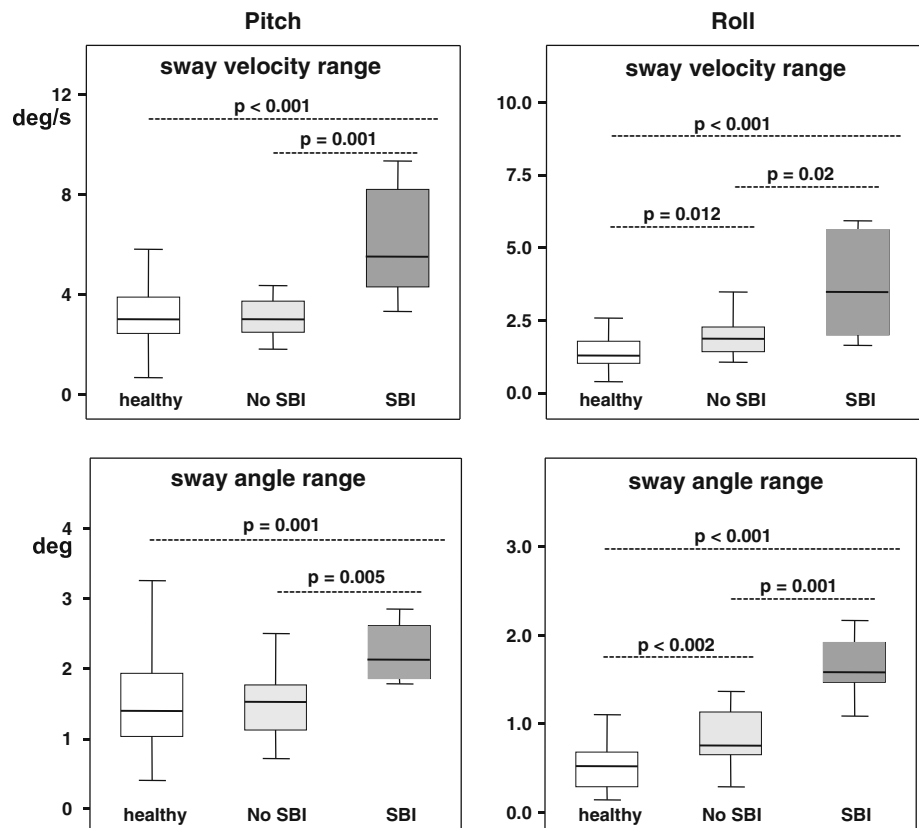 Pitch
sway velocity range
12
deg/s
p < 0.001
p = 0.001
8
4
0
healthy No SBI SBI
Roll
sway velocity range
10.0
p < 0.001
7.5
p = 0.02
p = 0.012
5.0
2.5
0.0
healthy No SBI SBI
sway angle range
4
deg
p = 0.001
p = 0.005
3
2
1
0
healthy No SBI SBI
sway angle range
p < 0.001
3.0
p = 0.001
2.0
p < 0.002
1.0
0.0
healthy No SBI SBI